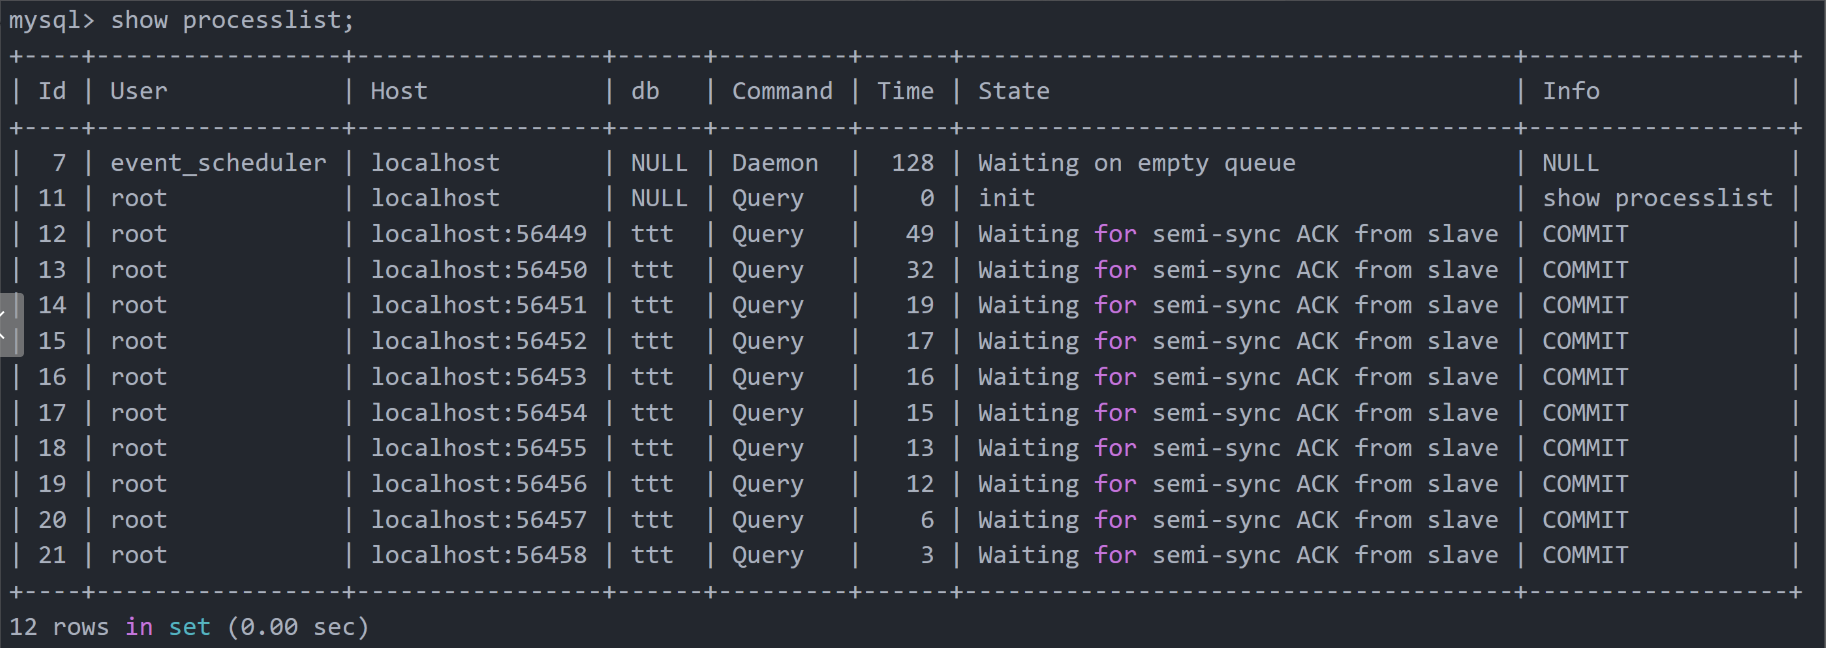 mysql> show processlist;
+----+-----------------+-----------------+------+---------+------+--------------------------------------+------------------+
| Id | User            | Host            | db   | Command | Time | State                                | Info             |
+----+-----------------+-----------------+------+---------+------+--------------------------------------+------------------+
|  7 | event_scheduler | localhost       | NULL | Daemon  |  128 | Waiting on empty queue               | NULL             |
| 11 | root            | localhost       | NULL | Query   |    0 | init                                 | show processlist |
| 12 | root            | localhost:56449 | ttt  | Query   |   49 | Waiting for semi-sync ACK from slave | COMMIT           |
| 13 | root            | localhost:56450 | ttt  | Query   |   32 | Waiting for semi-sync ACK from slave | COMMIT           |
| 14 | root            | localhost:56451 | ttt  | Query   |   19 | Waiting for semi-sync ACK from slave | COMMIT           |
| 15 | root            | localhost:56452 | ttt  | Query   |   17 | Waiting for semi-sync ACK from slave | COMMIT           |
| 16 | root            | localhost:56453 | ttt  | Query   |   16 | Waiting for semi-sync ACK from slave | COMMIT           |
| 17 | root            | localhost:56454 | ttt  | Query   |   15 | Waiting for semi-sync ACK from slave | COMMIT           |
| 18 | root            | localhost:56455 | ttt  | Query   |   13 | Waiting for semi-sync ACK from slave | COMMIT           |
| 19 | root            | localhost:56456 | ttt  | Query   |   12 | Waiting for semi-sync ACK from slave | COMMIT           |
| 20 | root            | localhost:56457 | ttt  | Query   |    6 | Waiting for semi-sync ACK from slave | COMMIT           |
| 21 | root            | localhost:56458 | ttt  | Query   |    3 | Waiting for semi-sync ACK from slave | COMMIT           |
+----+-----------------+-----------------+------+---------+------+--------------------------------------+------------------+
12 rows in set (0.00 sec)